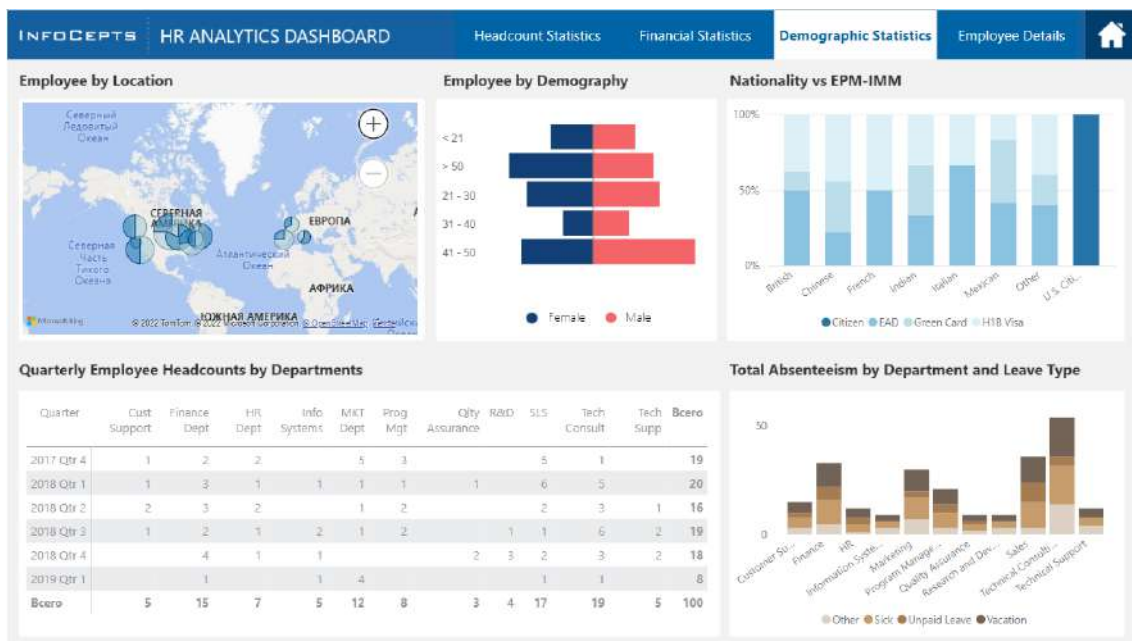 INFOCEPTS HR ANALYTICS DASHBOARD Headcount Statistics Financial Statistics Demographic Statistics Employee Details
Employee by Location
Северный
Ледовитый
Океан
СЕВЕРНАЯ
АМЕРИКА
ЕВРОПА
Северная
Часть
Тихого
Океана
Атлантический
Океан
АФРИКА
ЮЖНАЯ АМЕРИКА
Microsoft Bing
© 2022 TomTom, © 2022 Microsoft Corporation, © OpenStreetMap
Employee by Demography
< 21
> 50
21 - 30
31 - 40
41 - 50
Female Male
Nationality vs EPM-IMM
100%
50%
0%
British Chinese French Indian Italian Mexican Other U.S. Citi...
Citizen EAD Green Card H1B Visa
Quarterly Employee Headcounts by Departments
Quarter Cust Support Finance Dept HR Dept Info Systems MKT Dept Prog Mgt Qlty Assurance R&D SLS Tech Consult Tech Supp Всего
2017 Qtr 4 1 2 2 5 3 5 1 19
2018 Qtr 1 1 3 1 1 1 1 1 6 5 20
2018 Qtr 2 2 3 2 1 2 2 3 1 16
2018 Qtr 3 1 2 1 2 1 2 1 1 6 2 19
2018 Qtr 4 4 1 1 2 3 2 3 2 18
2019 Qtr 1 1 1 4 1 1 8
Всего 5 15 7 5 12 8 3 4 17 19 5 100
Total Absenteeism by Department and Leave Type
50
0
Customer Su... Finance HR Information Syste... Marketing Program Manage... Quality Assurance Research and Dev... Sales Technical Consulti... Technical Support
Other Sick Unpaid Leave Vacation